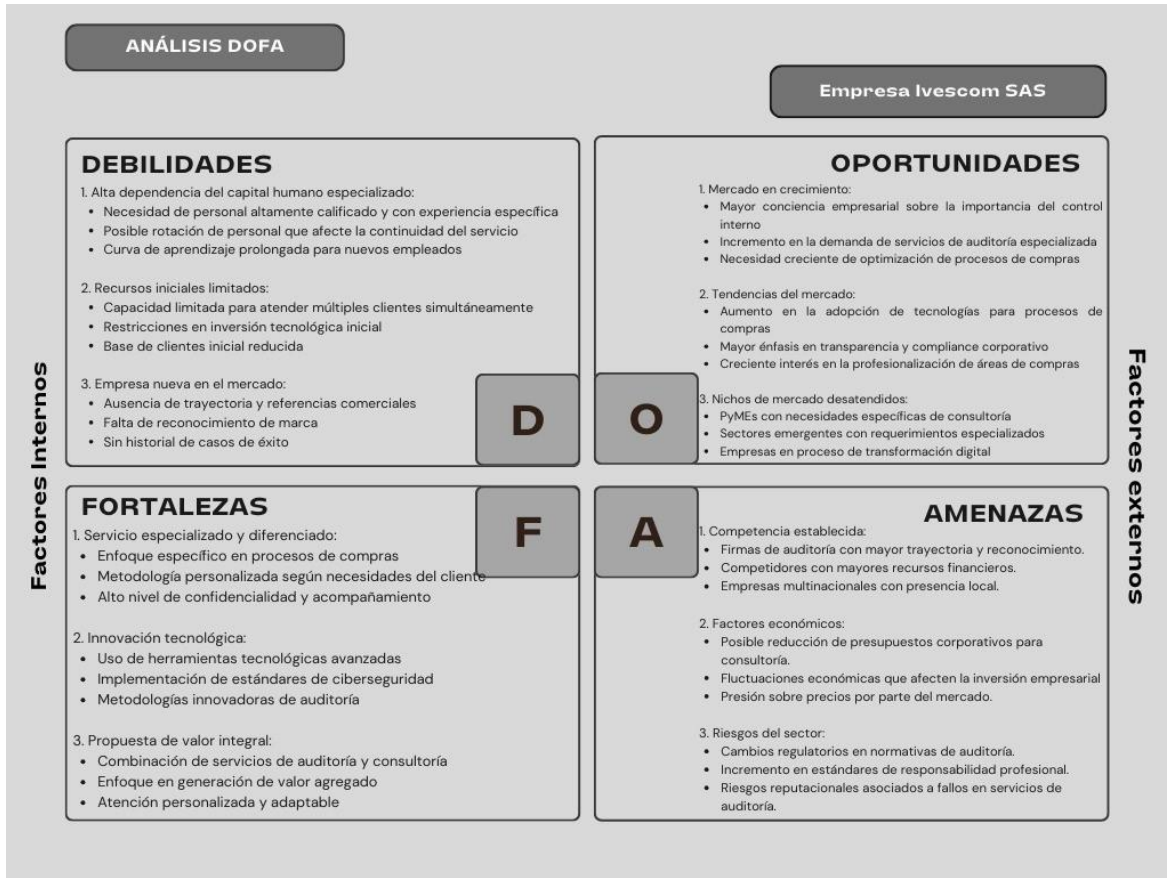 ANÁLISIS DOFA
Empresa Ivescom SAS
Factores Internos
DEBILIDADES
1. Alta dependencia del capital humano especializado:
• Necesidad de personal altamente calificado y con experiencia específica
• Posible rotación de personal que afecte la continuidad del servicio
• Curva de aprendizaje prolongada para nuevos empleados
2. Recursos iniciales limitados:
• Capacidad limitada para atender múltiples clientes simultáneamente
• Restricciones en inversión tecnológica inicial
• Base de clientes inicial reducida
3. Empresa nueva en el mercado:
• Ausencia de trayectoria y referencias comerciales
• Falta de reconocimiento de marca
• Sin historial de casos de éxito
D
OPORTUNIDADES
1. Mercado en crecimiento:
• Mayor conciencia empresarial sobre la importancia del control
interno
• Incremento en la demanda de servicios de auditoría especializada
• Necesidad creciente de optimización de procesos de compras
2. Tendencias del mercado:
• Aumento en la adopción de tecnologías para procesos de
compras
• Mayor énfasis en transparencia y compliance corporativo
• Creciente interés en la profesionalización de áreas de compras
3. Nichos de mercado desatendidos:
• PyMEs con necesidades específicas de consultoría
• Sectores emergentes con requerimientos especializados
• Empresas en proceso de transformación digital
O
FORTALEZAS
1. Servicio especializado y diferenciado:
• Enfoque específico en procesos de compras
• Metodología personalizada según necesidades del cliente
• Alto nivel de confidencialidad y acompañamiento
2. Innovación tecnológica:
• Uso de herramientas tecnológicas avanzadas
• Implementación de estándares de ciberseguridad
• Metodologías innovadoras de auditoría
3. Propuesta de valor integral:
• Combinación de servicios de auditoría y consultoría
• Enfoque en generación de valor agregado
• Atención personalizada y adaptable
F
AMENAZAS
1. Competencia establecida:
• Firmas de auditoría con mayor trayectoria y reconocimiento.
• Competidores con mayores recursos financieros.
• Empresas multinacionales con presencia local.
2. Factores económicos:
• Posible reducción de presupuestos corporativos para
consultoría.
• Fluctuaciones económicas que afecten la inversión empresarial
• Presión sobre precios por parte del mercado.
3. Riesgos del sector:
• Cambios regulatorios en normativas de auditoría.
• Incremento en estándares de responsabilidad profesional.
• Riesgos reputacionales asociados a fallos en servicios de
auditoría.
A
Factores externos